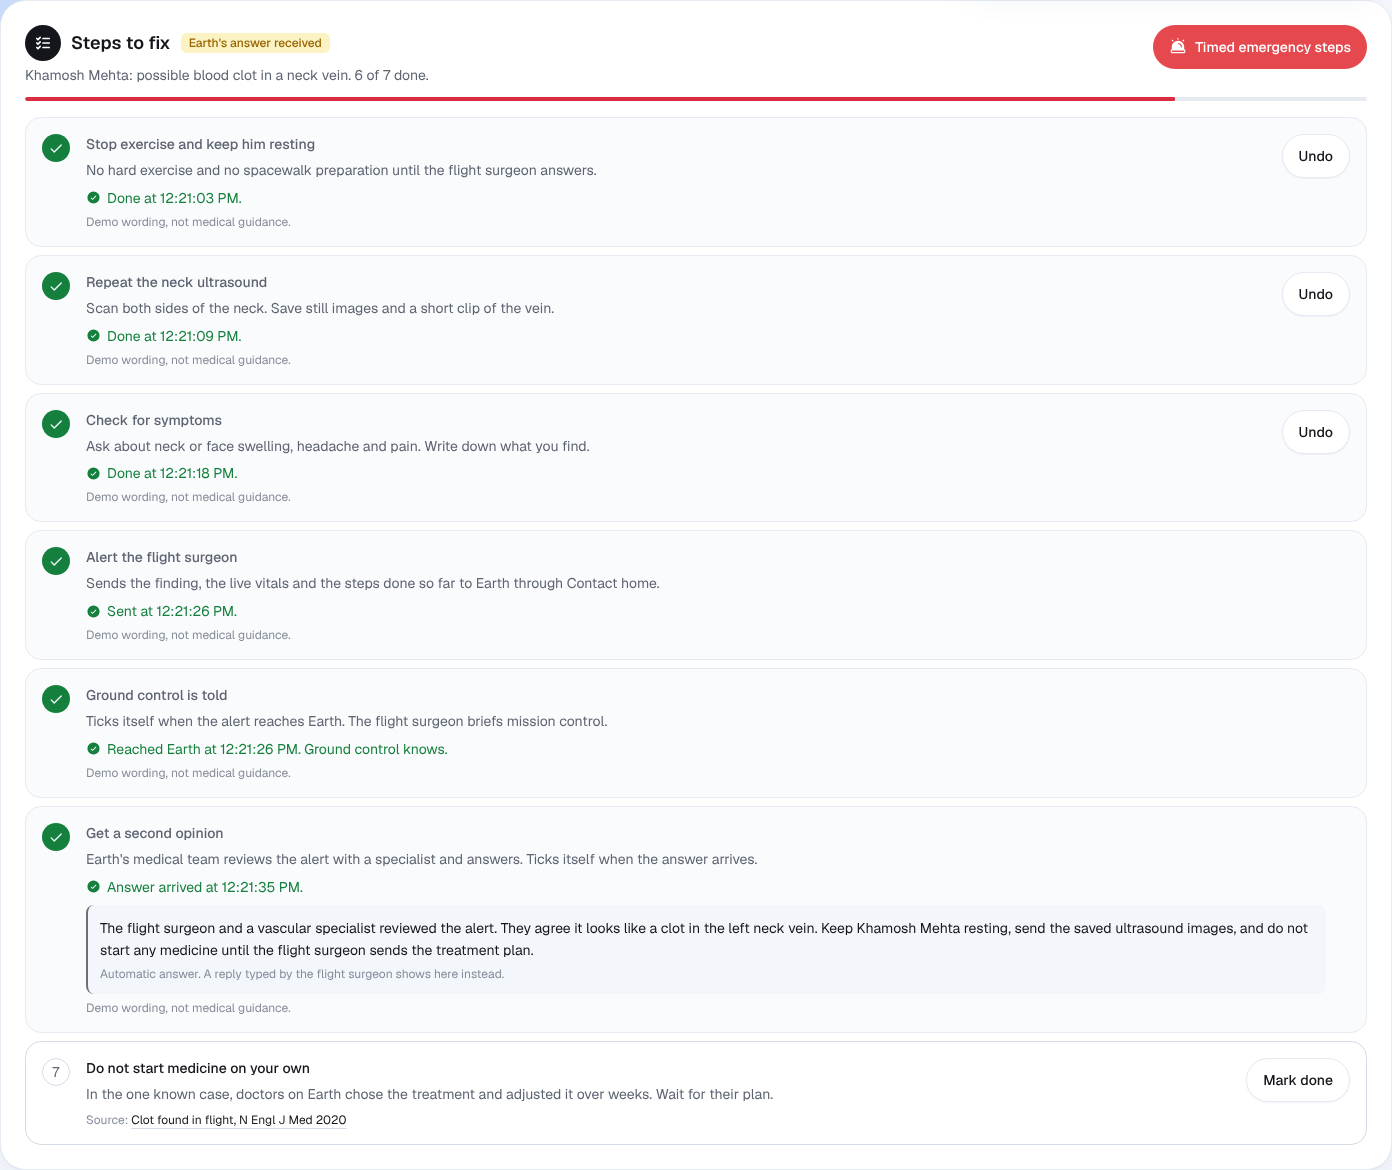 Steps to fix
Earth's answer received
Timed emergency steps
Khamosh Mehta: possible blood clot in a neck vein. 6 of 7 done.
Stop exercise and keep him resting
Undo
No hard exercise and no spacewalk preparation until the flight surgeon answers.
Done at 12:21:03 PM.
Demo wording, not medical guidance.
Repeat the neck ultrasound
Undo
Scan both sides of the neck. Save still images and a short clip of the vein.
Done at 12:21:09 PM.
Demo wording, not medical guidance.
Check for symptoms
Undo
Ask about neck or face swelling, headache and pain. Write down what you find.
Done at 12:21:18 PM.
Demo wording, not medical guidance.
Alert the flight surgeon
Sends the finding, the live vitals and the steps done so far to Earth through Contact home.
Sent at 12:21:26 PM.
Demo wording, not medical guidance.
Ground control is told
Ticks itself when the alert reaches Earth. The flight surgeon briefs mission control.
Reached Earth at 12:21:26 PM. Ground control knows.
Demo wording, not medical guidance.
Get a second opinion
Earth's medical team reviews the alert with a specialist and answers. Ticks itself when the answer arrives.
Answer arrived at 12:21:35 PM.
The flight surgeon and a vascular specialist reviewed the alert. They agree it looks like a clot in the left neck vein. Keep Khamosh Mehta resting, send the saved ultrasound images, and do not
start any medicine until the flight surgeon sends the treatment plan.
Automatic answer. A reply typed by the flight surgeon shows here instead.
Demo wording, not medical guidance.
7
Do not start medicine on your own
Mark done
In the one known case, doctors on Earth chose the treatment and adjusted it over weeks. Wait for their plan.
Source: Clot found in flight, N Engl J Med 2020